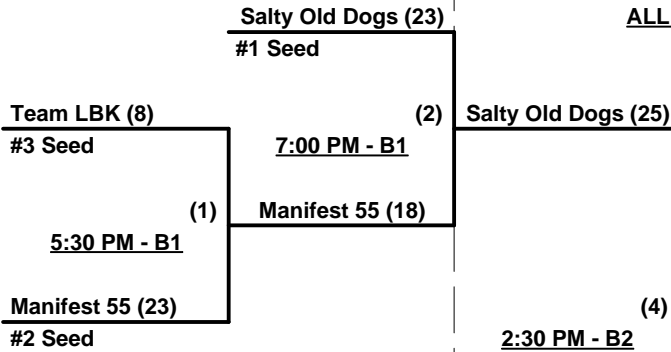 Salty Old Dogs (23)
ALL
#1 Seed
Team LBK (8)
(2)
Salty Old Dogs (25)
#3 Seed
7:00 PM - B1
(1)
Manifest 55 (18)
5:30 PM - B1
Manifest 55 (23)
(4)
#2 Seed
2:30 PM - B2